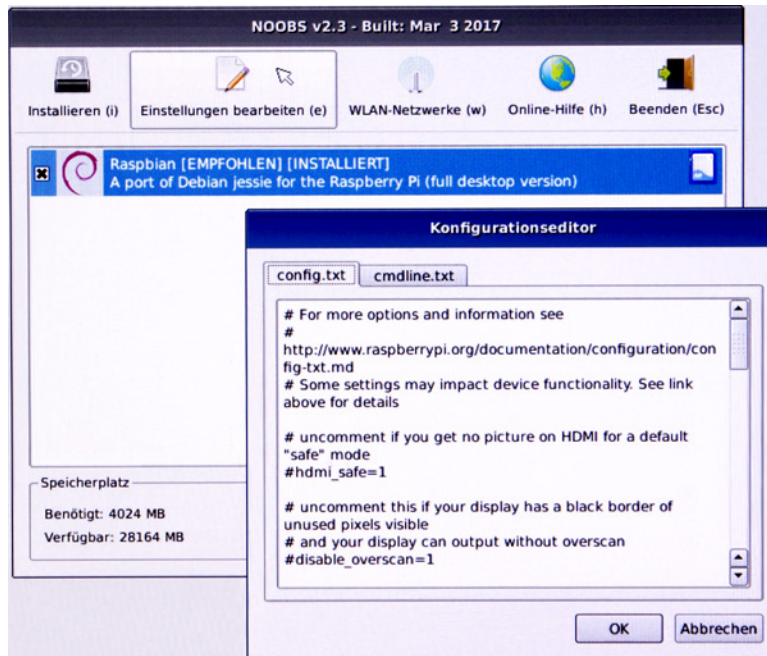 NOOBS v2.3 - Built: Mar 3 2017
Installieren (i)
Einstellungen bearbeiten (e)
WLAN-Netzwerke (w)
Online-Hilfe (h)
Beenden (Esc)
Raspbian [EMPFOHLEN] [INSTALLIERT]
A port of Debian jessie for the Raspberry Pi (full desktop version)
Speicherplatz
Benötigt: 4024 MB
Verfügbar: 28164 MB
Konfigurationseditor
config.txt
cmdline.txt
# For more options and information see
#
http://www.raspberrypi.org/documentation/configuration/con
fig-txt.md
# Some settings may impact device functionality. See link
above for details
# uncomment if you get no picture on HDMI for a default
"safe" mode
#hdmi_safe=1
# uncomment this if your display has a black border of
unused pixels visible
# and your display can output without overscan
#disable_overscan=1
OK
Abbrechen